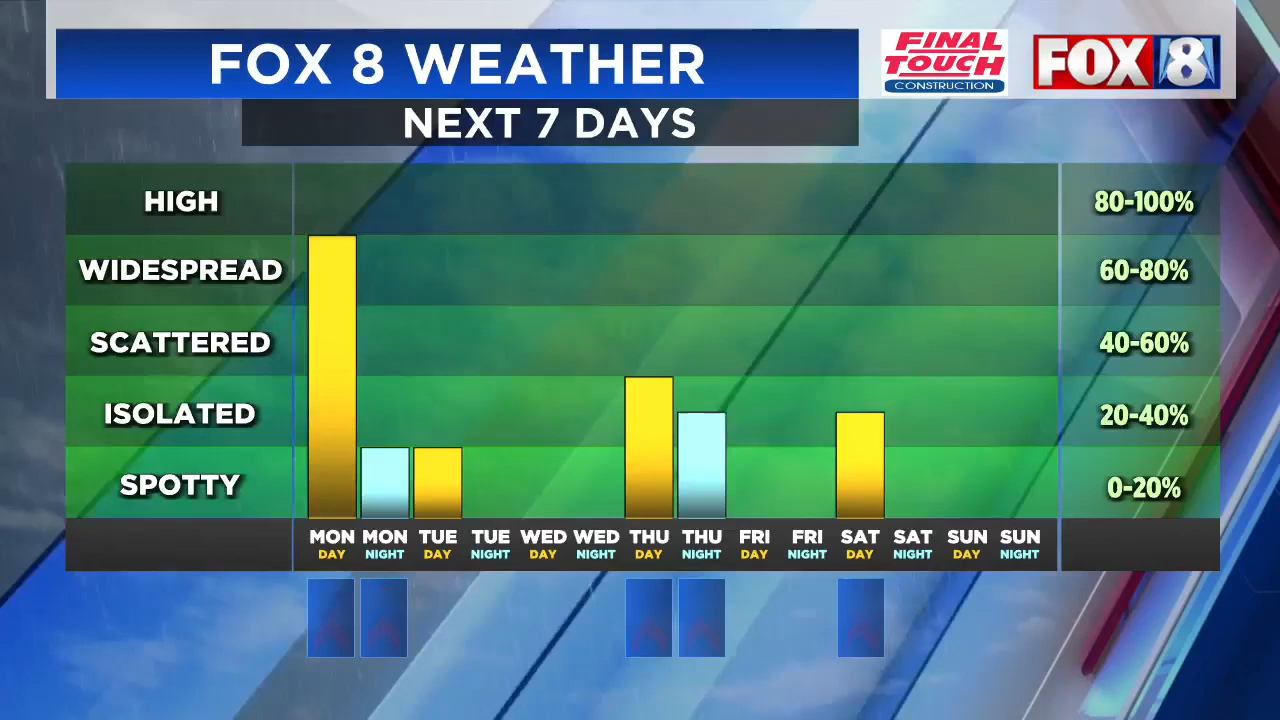 FOX 8 WEATHER
FINAL
TOUCH
CONSTRUCTION
FOX 8
NEXT 7 DAYS
HIGH 80-100%
WIDESPREAD 60-80%
SCATTERED 40-60%
ISOLATED 20-40%
SPOTTY 0-20%
MON MON TUE TUE WED WED THU THU FRI FRI SAT SAT SUN SUN
DAY NIGHT DAY NIGHT DAY NIGHT DAY NIGHT DAY NIGHT DAY NIGHT DAY NIGHT